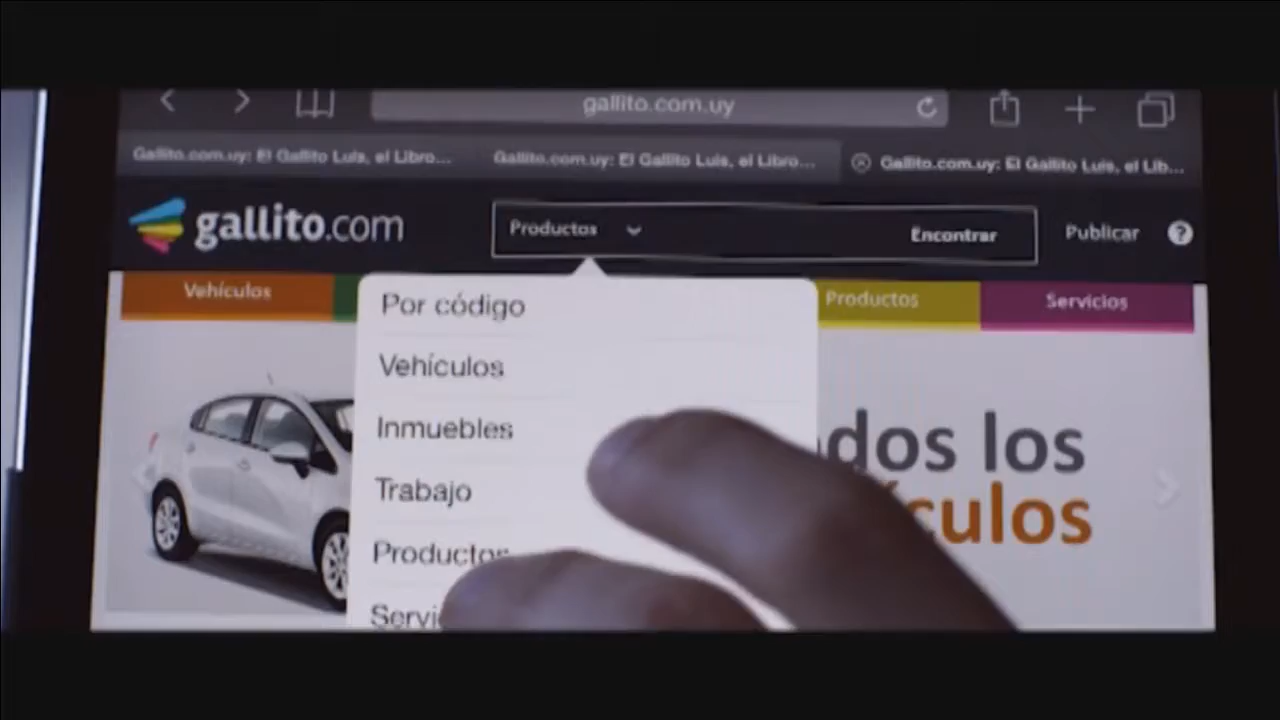 gallito.com.uy
Gallito.com.uy: El Gallito Luis, el Libro...
Gallito.com.uy: El Gallito Luis, el Libro...
Gallito.com.uy: El Gallito Luis, el Lib...
gallito.com
Productos
Encontrar
Publicar
?
Vehículos
Productos
Servicios
Por código
Vehículos
Inmuebles
Trabajo
Productos
Servi
dos los
culos